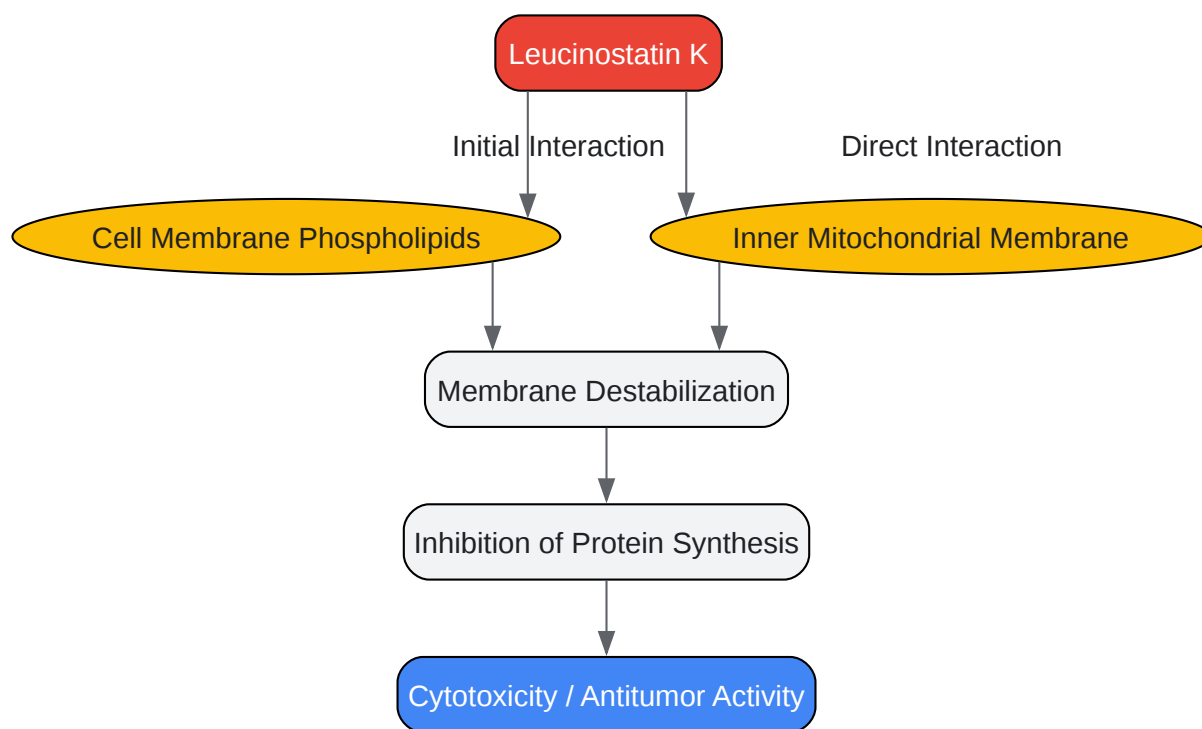 Leucinostatin K
Initial Interaction
Direct Interaction
Cell Membrane Phospholipids
Inner Mitochondrial Membrane
Membrane Destabilization
Inhibition of Protein Synthesis
Cytotoxicity / Antitumor Activity